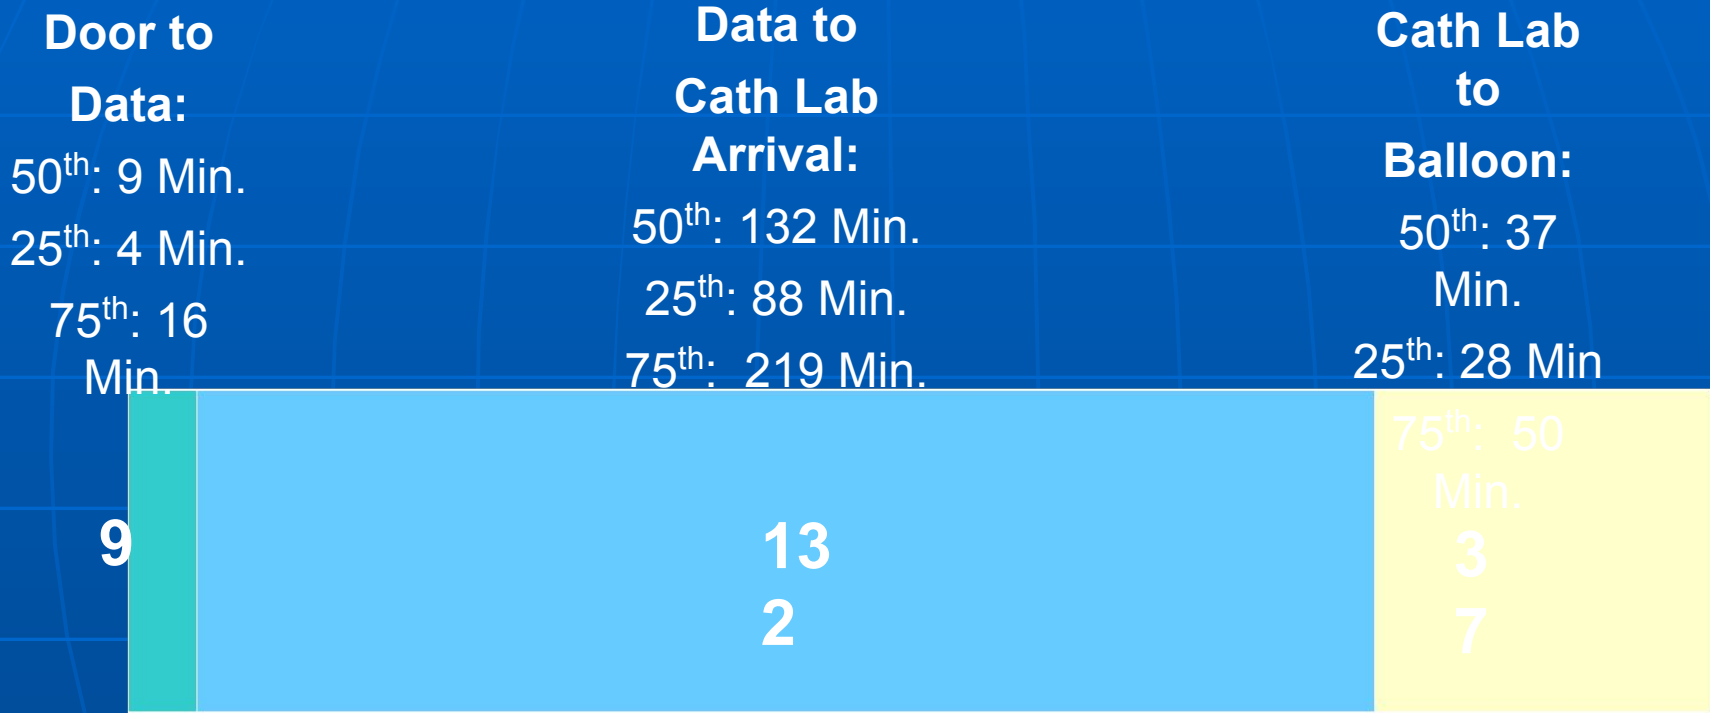 Door to
Data:
50th: 9 Min.
25th: 4 Min.
75th: 16
Min.
Data to
Cath Lab
Arrival:
50th: 132 Min.
25th: 88 Min.
75th: 219 Min.
Cath Lab
to
Balloon:
50th: 37
Min.
25th: 28 Min
75th: 50
Min.
9
13
2
3
7